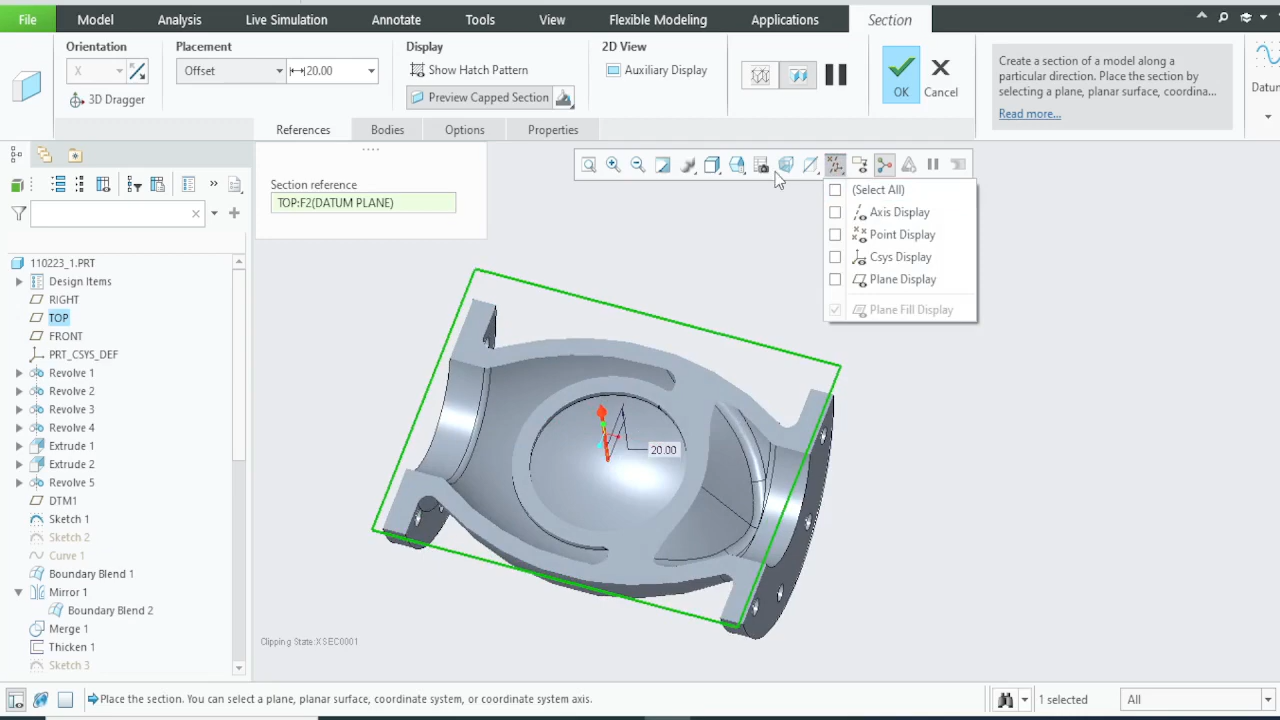 File Model Analysis Live Simulation Annotate Tools View Flexible Modeling Applications Section
Orientation Placement Display 2D View
X Offset 20.00 Show Hatch Pattern Auxiliary Display
3D Dragger Preview Capped Section OK Cancel
Create a section of a model along a
particular direction. Place the section by
selecting a plane, planar surface, coordina...
Read more...
Datum
References Bodies Options Properties
Section reference
TOP:F2(DATUM PLANE)
(Select All)
Axis Display
Point Display
Csys Display
Plane Display
Plane Fill Display
110223_1.PRT
Design Items
RIGHT
TOP
FRONT
PRT_CSYS_DEF
Revolve 1
Revolve 2
Revolve 3
Revolve 4
Extrude 1
Extrude 2
Revolve 5
DTM1
Sketch 1
Sketch 2
Curve 1
Boundary Blend 1
Mirror 1
Boundary Blend 2
Merge 1
Thicken 1
Sketch 3
20.00
Clipping State:XSEC0001
Place the section. You can select a plane, planar surface, coordinate system, or coordinate system axis.
1 selected All